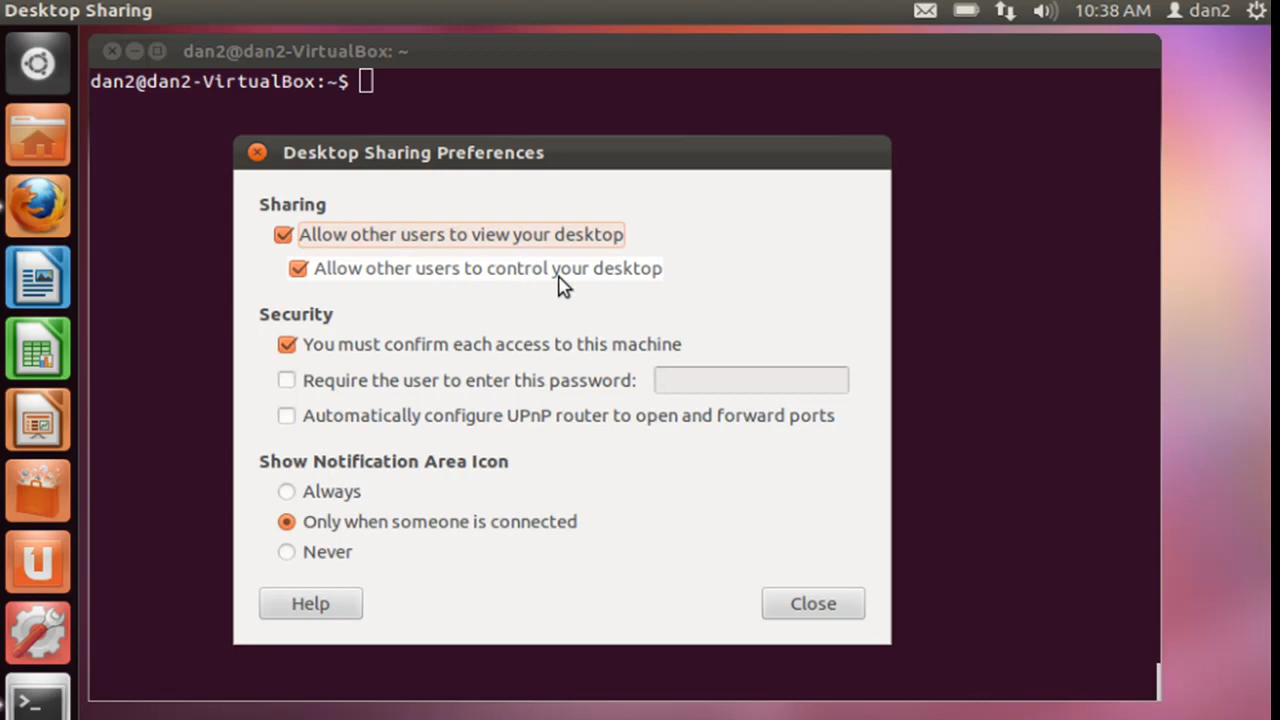 Desktop Sharing
10:38 AM
dan2
dan2@dan2-VirtualBox: ~
dan2@dan2-VirtualBox:~$
Desktop Sharing Preferences
Sharing
Allow other users to view your desktop
Allow other users to control your desktop
Security
You must confirm each access to this machine
Require the user to enter this password:
Automatically configure UPnP router to open and forward ports
Show Notification Area Icon
Always
Only when someone is connected
Never
Help
Close
>_